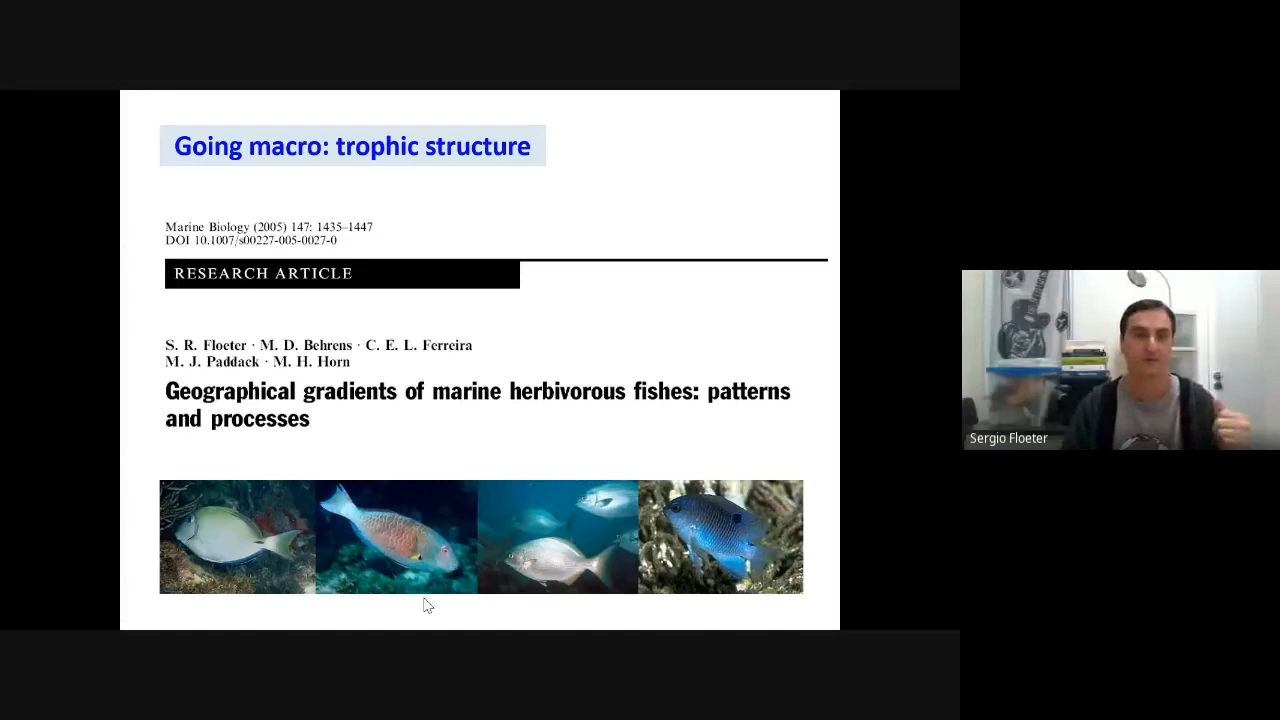 Going macro: trophic structure
Marine Biology (2005) 147: 1435–1447
DOI 10.1007/s00227-005-0027-0
RESEARCH ARTICLE
S. R. Floeter · M. D. Behrens · C. E. L. Ferreira
M. J. Paddack · M. H. Horn
Geographical gradients of marine herbivorous fishes: patterns
and processes
Sergio Floeter